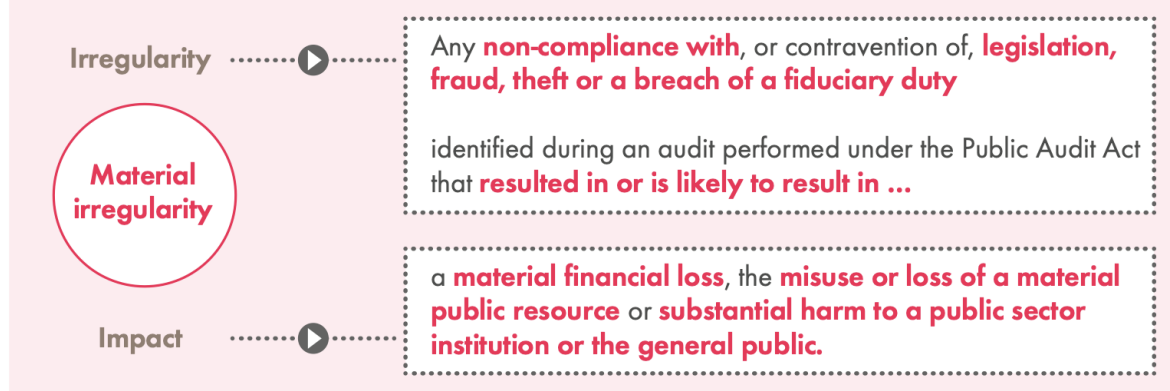 Irregularity
Any non-compliance with, or contravention of, legislation,
fraud, theft or a breach of a fiduciary duty
identified during an audit performed under the Public Audit Act
that resulted in or is likely to result in ...
Material
irregularity
Impact
a material financial loss, the misuse or loss of a material
public resource or substantial harm to a public sector
institution or the general public.